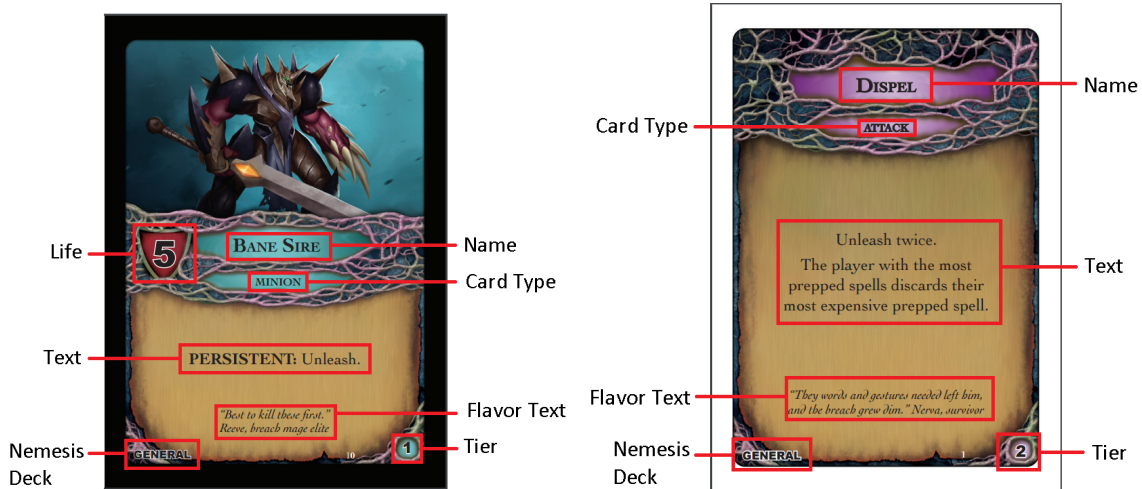 Life
5
BANE SIRE
Name
MINION
Card Type
Text
PERSISTENT: Unleash.
"Best to kill these first."
Reeve, breach mage elite
Flavor Text
Nemesis
Deck
GENERAL
10
1
Tier
DISPEL
Name
Card Type
ATTACK
Unleash twice.
The player with the most
prepped spells discards their
most expensive prepped spell.
Text
Flavor Text
"They words and gestures needed left him,
and the breach grew dim." Nerva, survivor
Nemesis
Deck
GENERAL
1
2
Tier